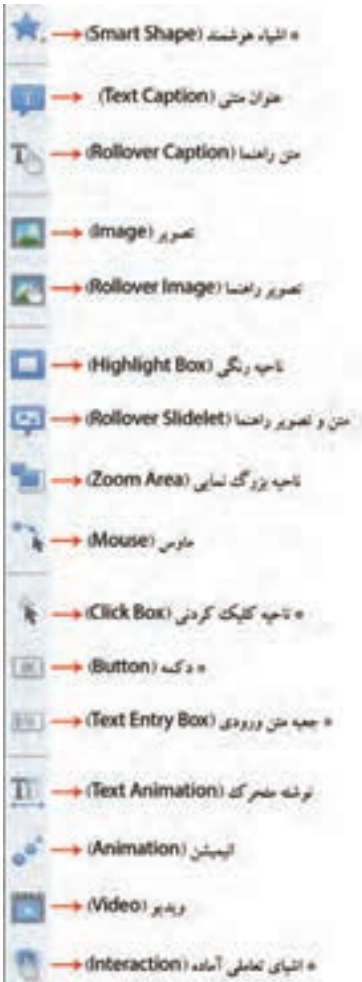 * اشیاء هوشمند (Smart Shape)
عنوان متنی (Text Caption)
متن راهنما (Rollover Caption)
تصویر (Image)
تصویر راهنما (Rollover Image)
ناحیه رنگی (Highlight Box)
متن و تصویر راهنما (Rollover Slidelet)
ناحیه بزرگ نمایی (Zoom Area)
ماوس (Mouse)
* ناحیه کلیک کردنی (Click Box)
* دکمه (Button)
* جعبه متن ورودی (Text Entry Box)
نوشته متحرک (Text Animation)
انیمیشن (Animation)
ویدیو (Video)
* اشیای تعاملی آماده (Interaction)